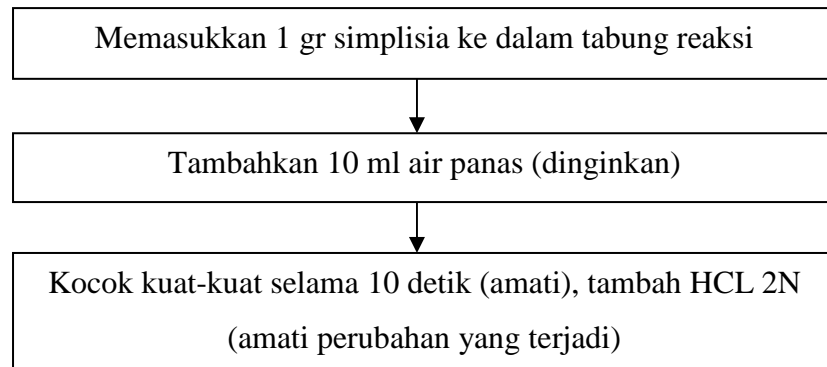 Memasukkan 1 gr simplisia ke dalam tabung reaksi
Tambahkan 10 ml air panas (dinginkan)
Kocok kuat-kuat selama 10 detik (amati), tambah HCL 2N
(amati perubahan yang terjadi)